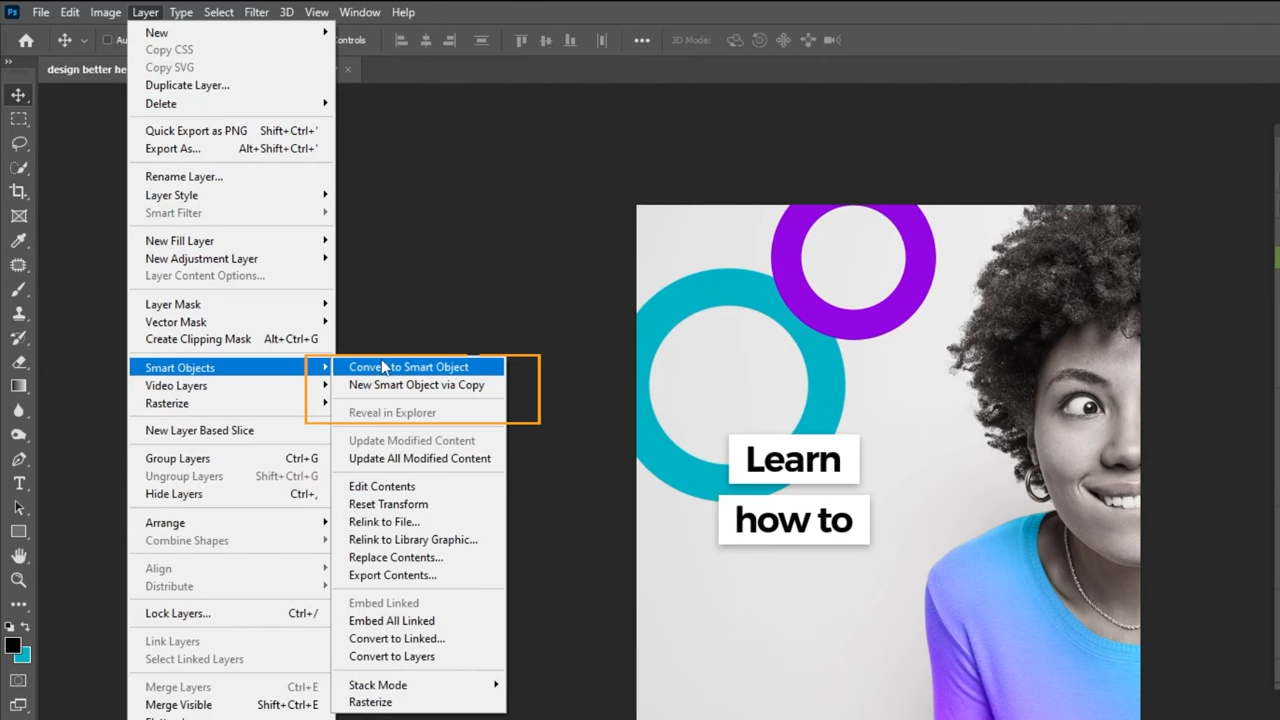 Ps File Edit Image Layer Type Select Filter 3D View Window Help
3D Mode:
design better he
New
Copy CSS
Copy SVG
Duplicate Layer...
Delete
Quick Export as PNG Shift+Ctrl+'
Export As... Alt+Shift+Ctrl+'
Rename Layer...
Layer Style
Smart Filter
New Fill Layer
New Adjustment Layer
Layer Content Options...
Layer Mask
Vector Mask
Create Clipping Mask Alt+Ctrl+G
Smart Objects
Video Layers
Rasterize
New Layer Based Slice
Group Layers Ctrl+G
Ungroup Layers Shift+Ctrl+G
Hide Layers Ctrl+,
Arrange
Combine Shapes
Align
Distribute
Lock Layers... Ctrl+/
Link Layers
Select Linked Layers
Merge Layers Ctrl+E
Merge Visible Shift+Ctrl+E
Convert to Smart Object
New Smart Object via Copy
Reveal in Explorer
Update Modified Content
Update All Modified Content
Edit Contents
Reset Transform
Relink to File...
Relink to Library Graphic...
Replace Contents...
Export Contents...
Embed Linked
Embed All Linked
Convert to Linked...
Convert to Layers
Stack Mode
Rasterize
Learn
how to